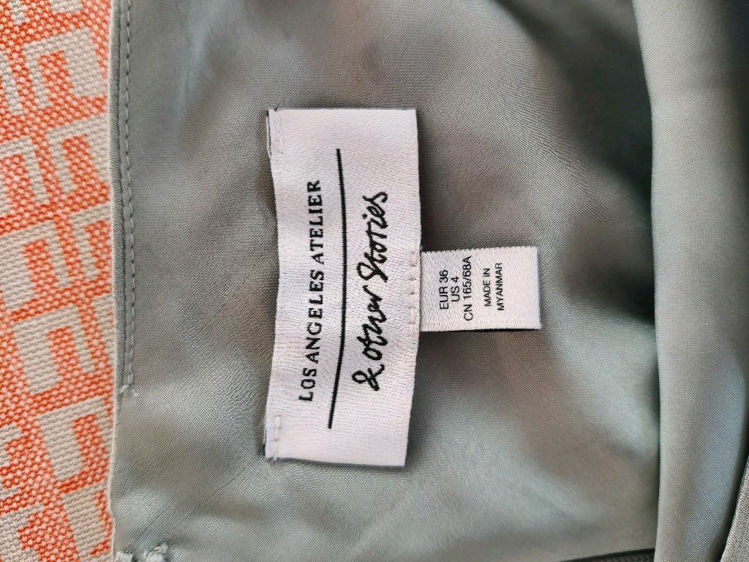 LOS ANGELES ATELIER
& other Stories
EUR 36
US 4
CN 165/68A
MADE IN
MYANMAR